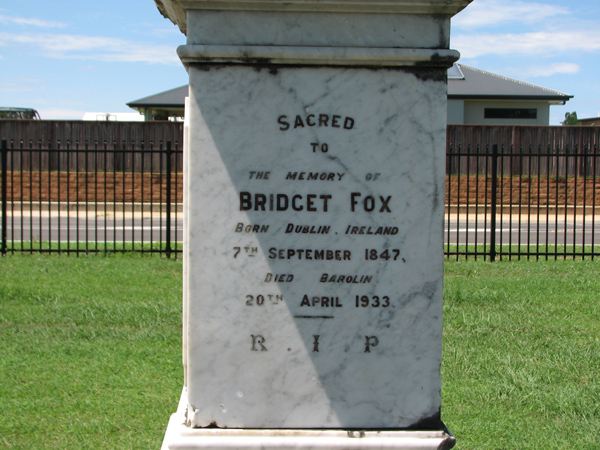 SACRED
TO
THE MEMORY OF
BRIDGET FOX
BORN DUBLIN. IRELAND
7TH SEPTEMBER 1847,
DIED BAROLIN
20TH APRIL 1933
R. I. P